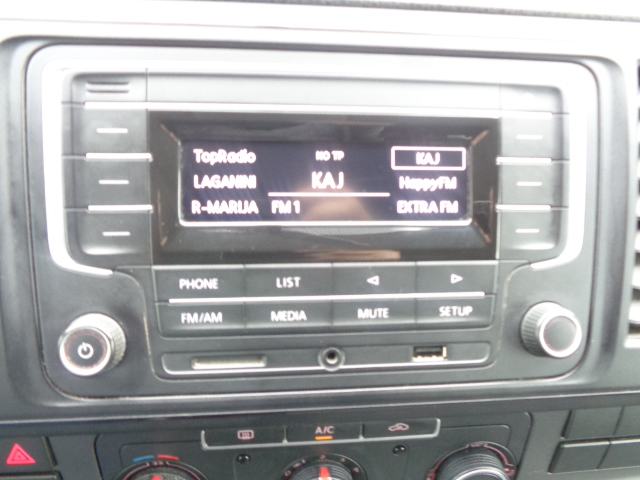 TopRadio NO TP KAJ
LAGANINI KAJ HappyFM
R-MARIJA FM 1 EXTRA FM
PHONE LIST
FM/AM MEDIA MUTE SETUP
A/C